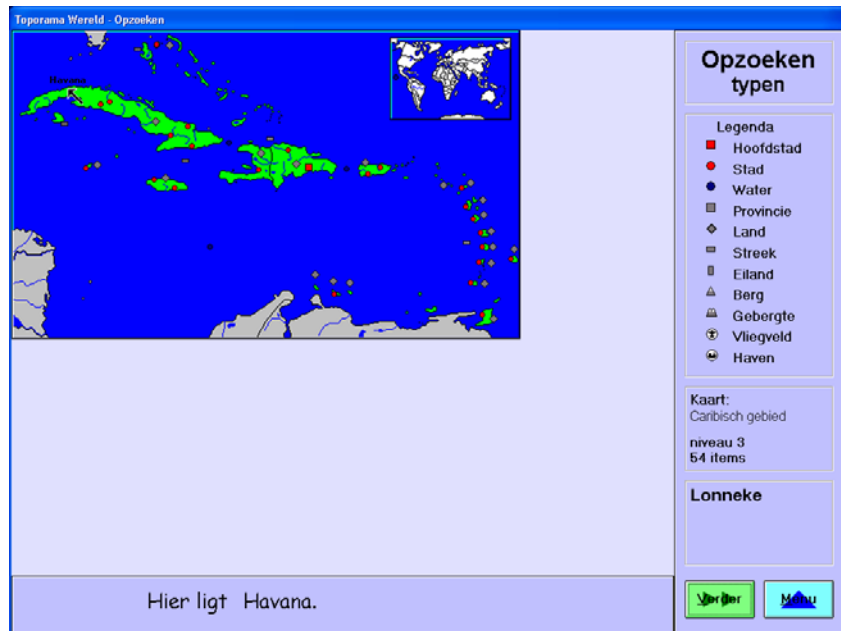 Toporama Wereld - Opzoeken
Havana
Opzoeken
typen
Legenda
Hoofdstad
Stad
Water
Provincie
Land
Streek
Eiland
Berg
Gebergte
Vliegveld
Haven
Kaart:
Caribisch gebied
niveau 3
54 items
Lonneke
Hier ligt Havana.
Verder
Menu